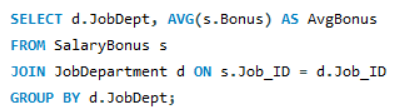 SELECT d.JobDept, AVG(s.Bonus) AS AvgBonus
FROM SalaryBonus s
JOIN JobDepartment d ON s.Job_ID = d.Job_ID
GROUP BY d.JobDept;